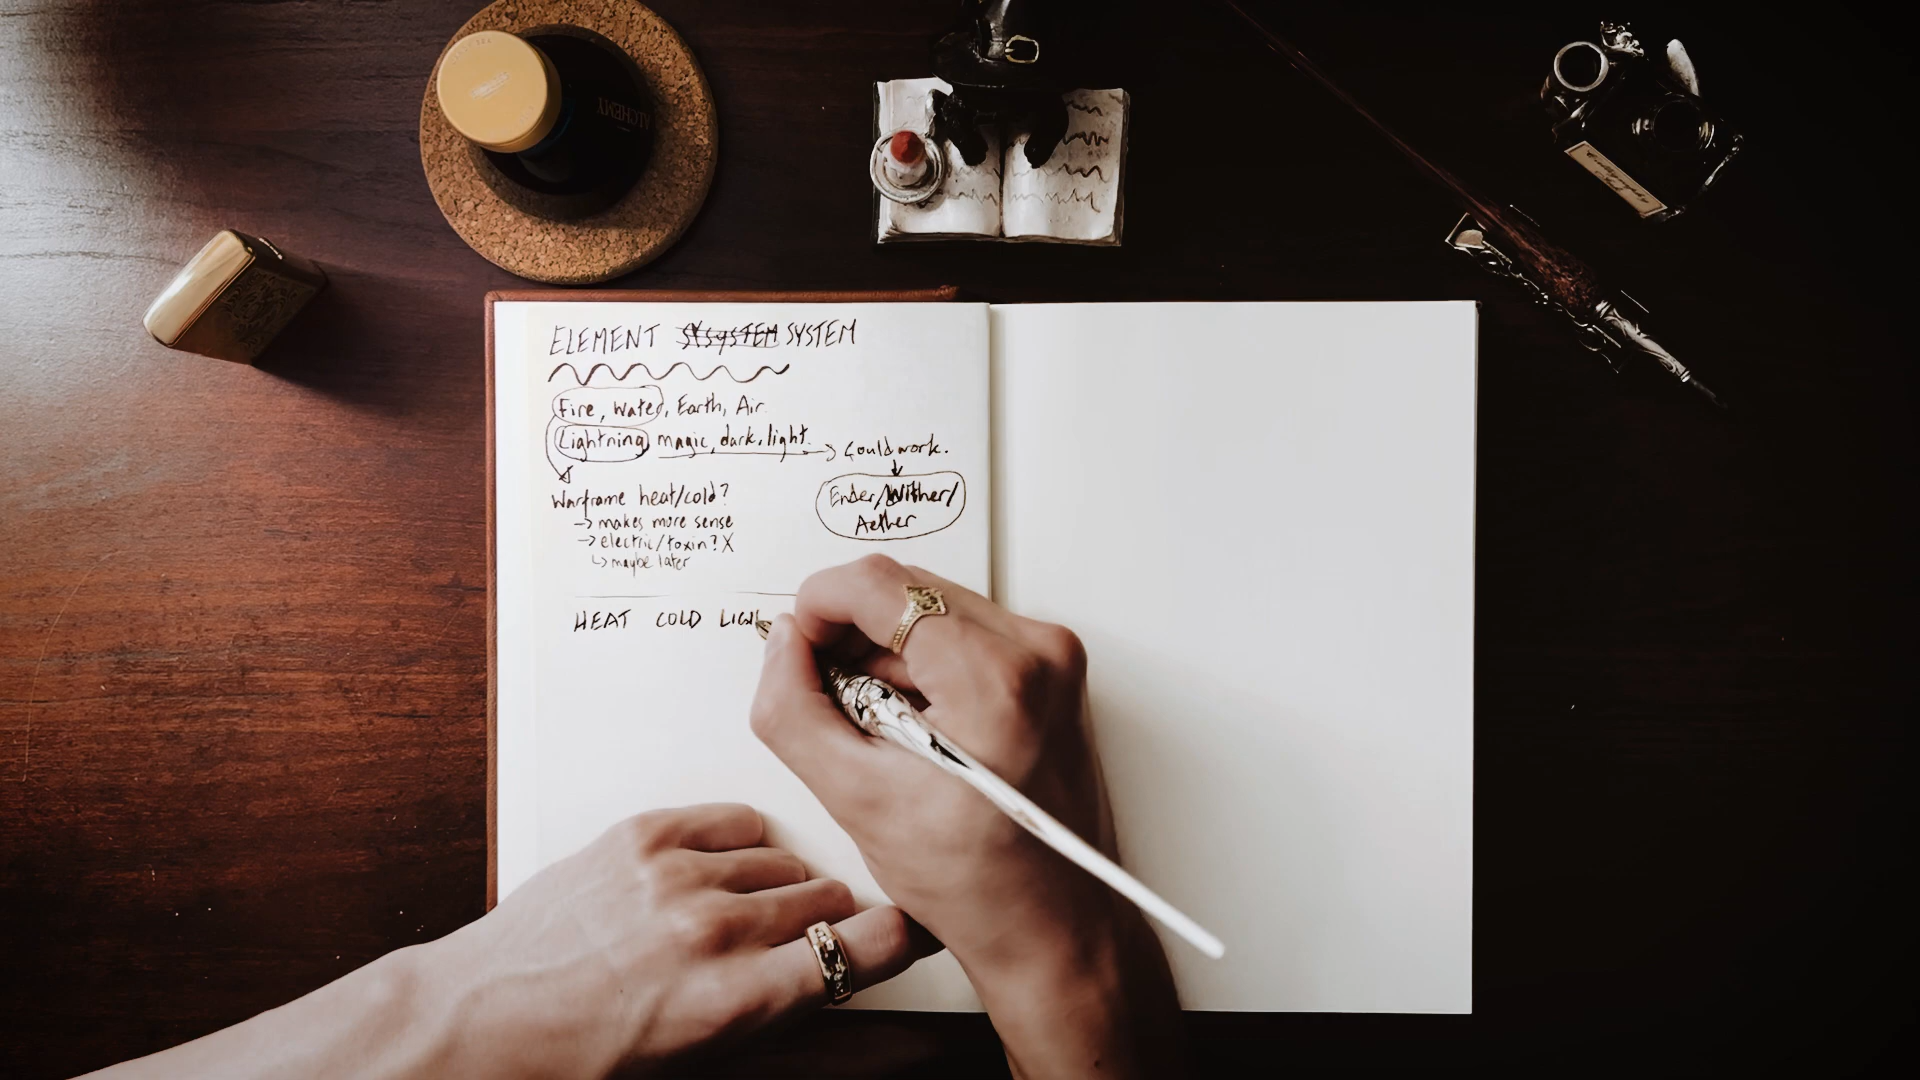 ALCHEMY
ELEMENT SYSTEM
Fire, Water, Earth, Air
Lightning magic, dark, light. → Could work.
↓
Warframe heat/cold?
Ender/Wither/
Aether
→ makes more sense
→ electric/toxin? X
↳ maybe later
HEAT COLD LIGH